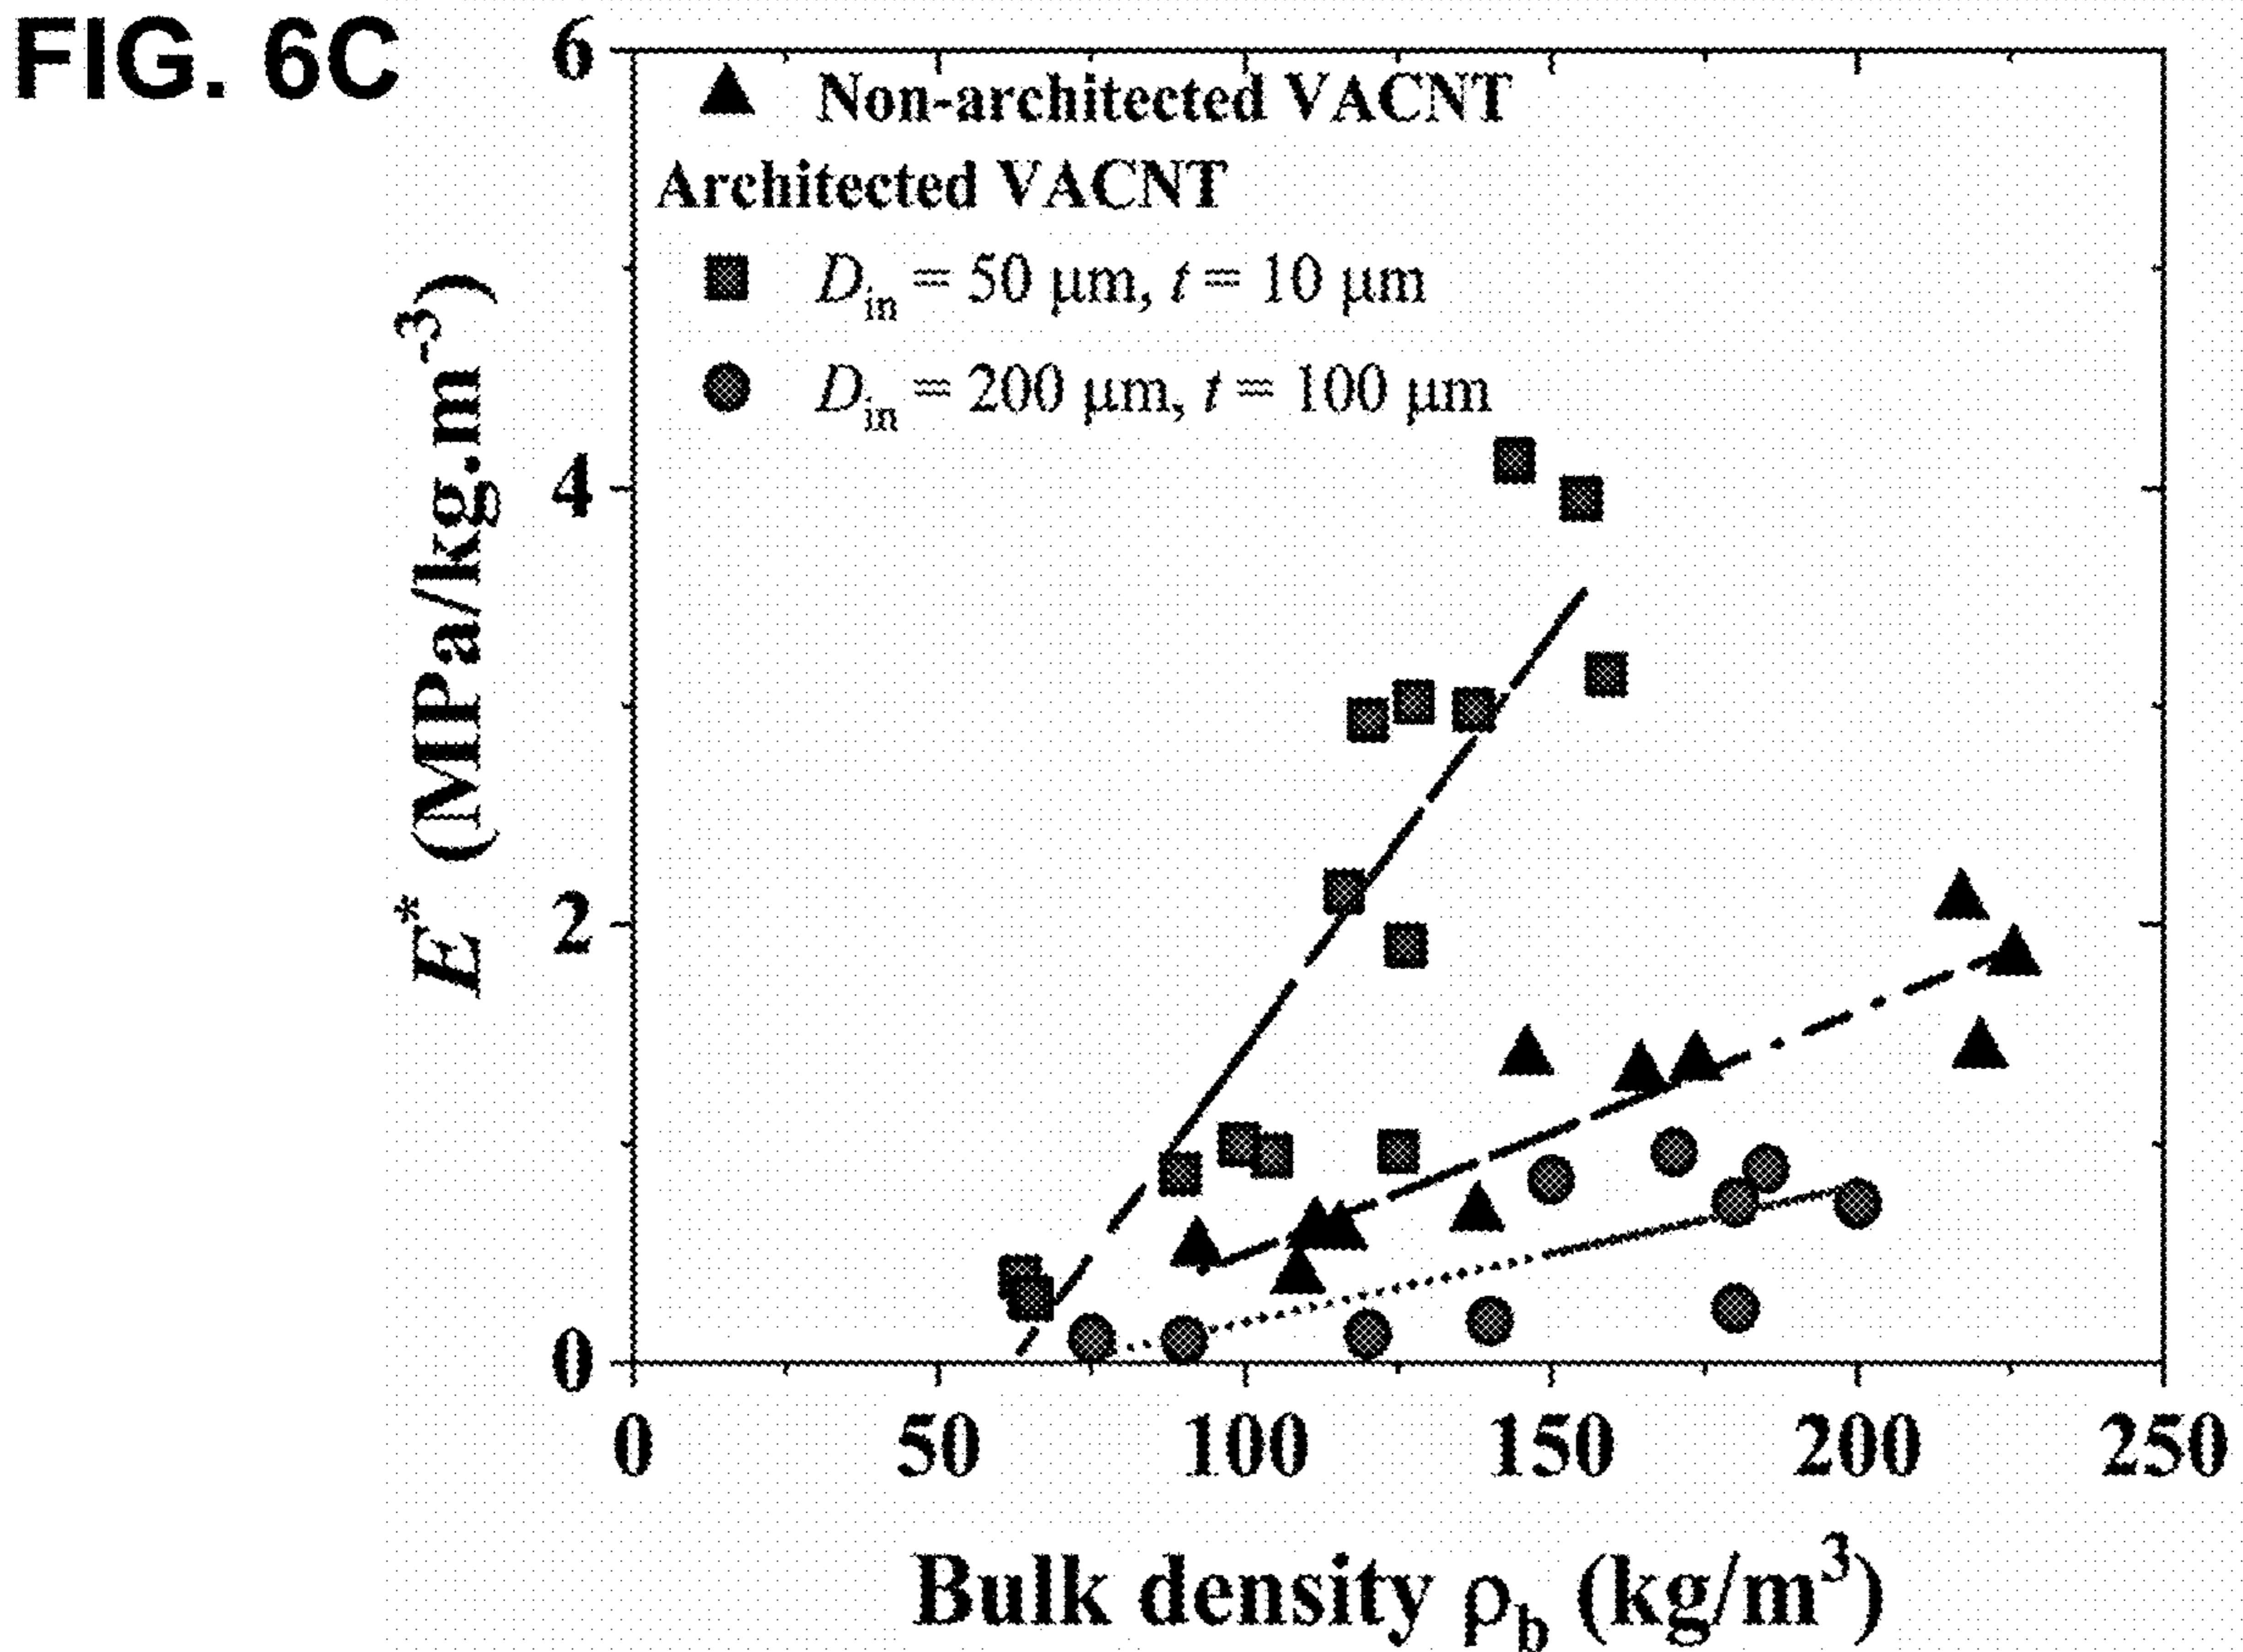 FIG. 6C
Non-architected VACNT
Architected VACNT
D_in = 50 μm, t = 10 μm
D_in = 200 μm, t = 100 μm
E* (MPa/kg.m⁻³)
6
4
2
0
0 50 100 150 200 250
Bulk density ρ_b (kg/m³)